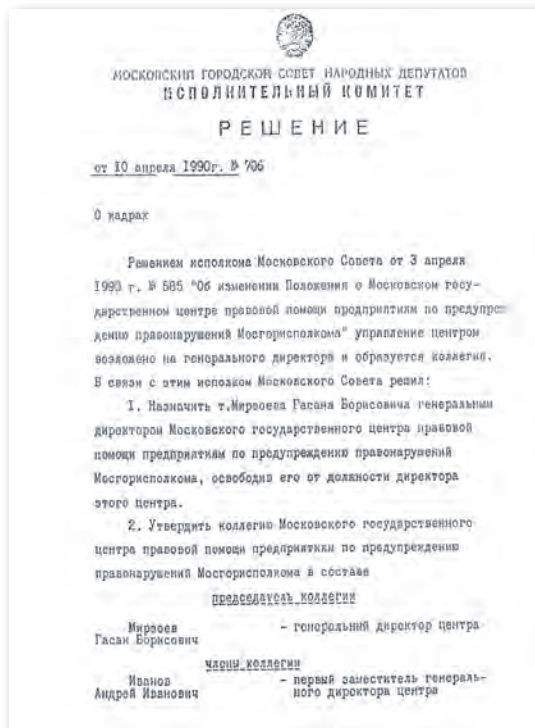 МОСКОВСКИЙ ГОРОДСКОЙ СОВЕТ НАРОДНЫХ ДЕПУТАТОВ
ИСПОЛНИТЕЛЬНЫЙ КОМИТЕТ
РЕШЕНИЕ
от 10 апреля 1990г. № 706
О кадрах
Решением исполкома Московского Совета от 3 апреля
1990 г. № 585 "Об изменении Положения о Московском госу-
дарственном центре правовой помощи предприятиям по предупреж
дению правонарушений Мосгорисполкома" управление центром
возложено на генерального директора и образуется коллегия.
В связи с этим исполком Московского Совета решил:
1. Назначить т.Мирзоева Гасана Борисовича генеральным
директором Московского государственного центра правовой
помощи предприятиям по предупреждению правонарушений
Мосгорисполкома, освободив его от должности директора
этого центра.
2. Утвердить коллегию Московского государственного
центра правовой помощи предприятиям по предупреждению
правонарушений Мосгорисполкома в составе
председатель коллегии
Мирзоев - генеральный директор центра
Гасан Борисович
члены коллегии
Иванов - первый заместитель генераль-
Андрей Иванович ного директора центра